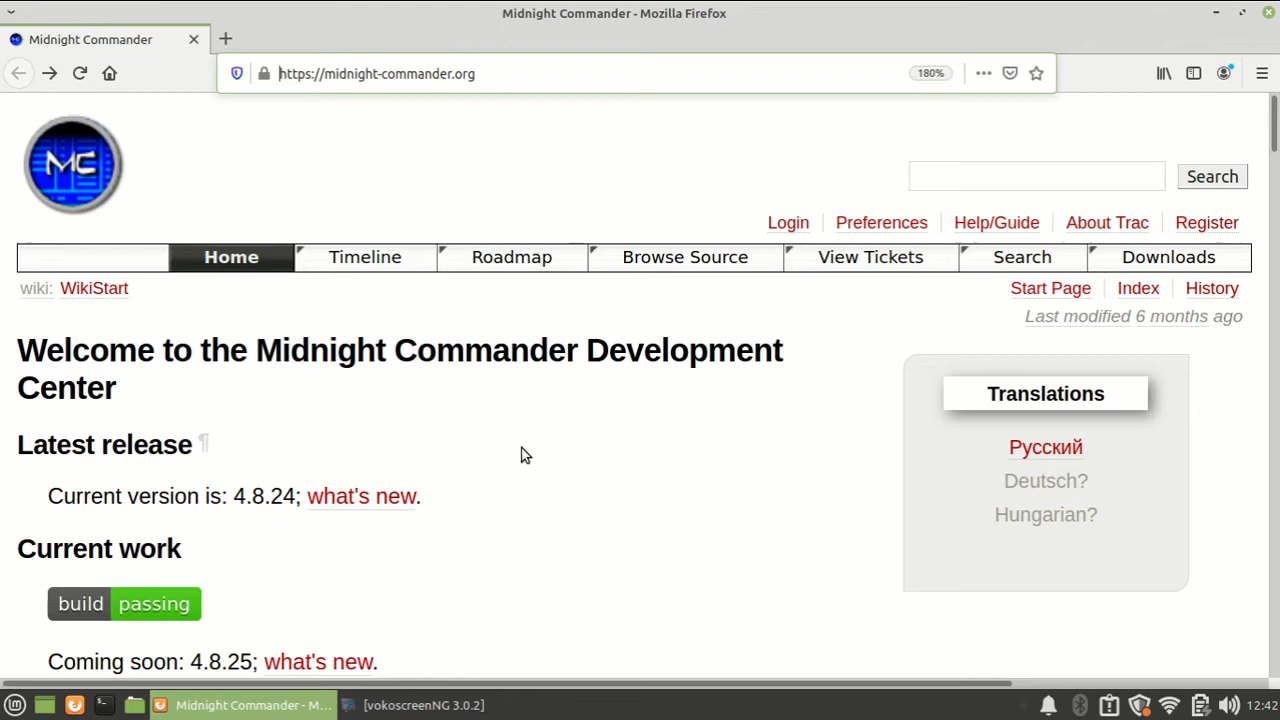 Midnight Commander - Mozilla Firefox
Midnight Commander
https://midnight-commander.org
180%
MC
Search
Login
Preferences
Help/Guide
About Trac
Register
Home
Timeline
Roadmap
Browse Source
View Tickets
Search
Downloads
wiki: WikiStart
Start Page
Index
History
Last modified 6 months ago
Welcome to the Midnight Commander Development
Center
Latest release ¶
Current version is: 4.8.24; what's new.
Current work
build passing
Coming soon: 4.8.25; what's new.
Translations
Русский
Deutsch?
Hungarian?
Midnight Commander - M...
[vokoscreenNG 3.0.2]
12:42